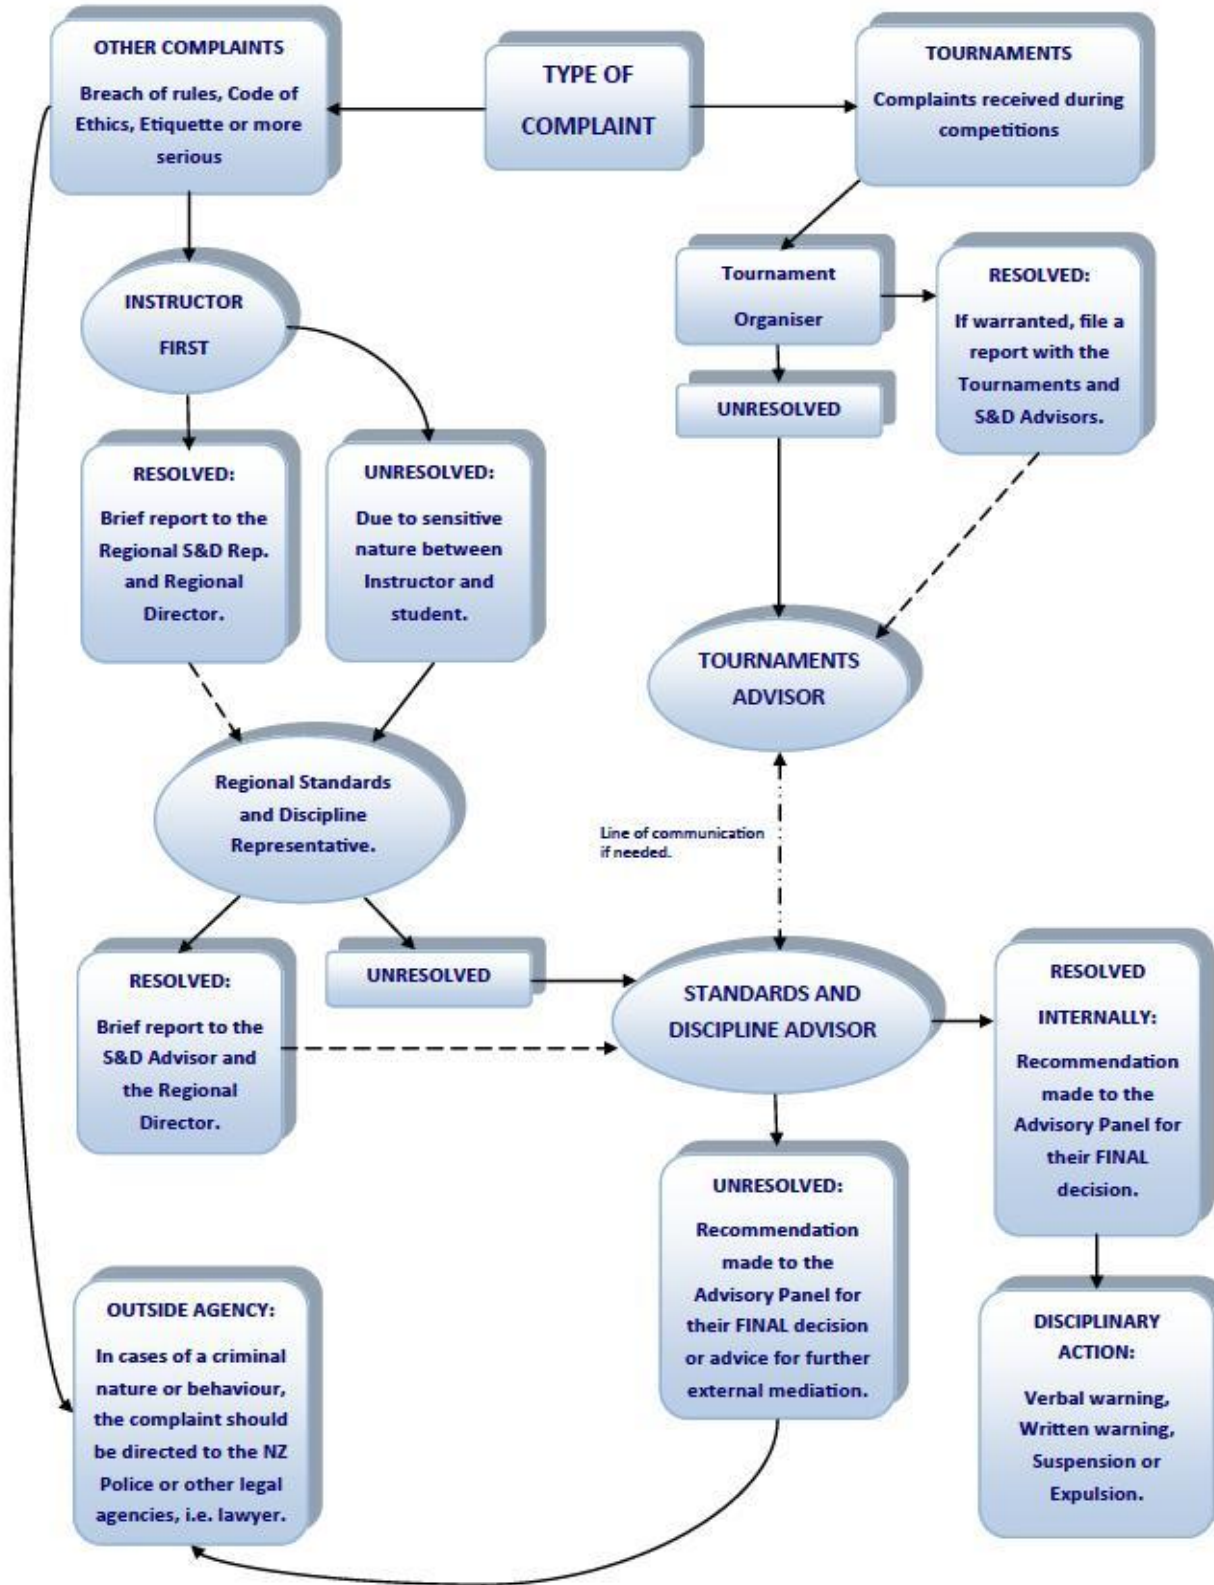 OTHER COMPLAINTS
Breach of rules, Code of
Ethics, Etiquette or more
serious
TYPE OF
COMPLAINT
TOURNAMENTS
Complaints received during
competitions
INSTRUCTOR
FIRST
Tournament
Organiser
RESOLVED:
If warranted, file a
report with the
Tournaments and
S&D Advisors.
UNRESOLVED
RESOLVED:
Brief report to the
Regional S&D Rep.
and Regional
Director.
UNRESOLVED:
Due to sensitive
nature between
Instructor and
student.
TOURNAMENTS
ADVISOR
Regional Standards
and Discipline
Representative.
Line of communication
if needed.
RESOLVED:
Brief report to the
S&D Advisor and
the Regional
Director.
UNRESOLVED
STANDARDS AND
DISCIPLINE ADVISOR
RESOLVED
INTERNALLY:
Recommendation
made to the
Advisory Panel for
their FINAL
decision.
UNRESOLVED:
Recommendation
made to the
Advisory Panel for
their FINAL decision
or advice for further
external mediation.
OUTSIDE AGENCY:
In cases of a criminal
nature or behaviour,
the complaint should
be directed to the NZ
Police or other legal
agencies, i.e. lawyer.
DISCIPLINARY
ACTION:
Verbal warning,
Written warning,
Suspension or
Expulsion.